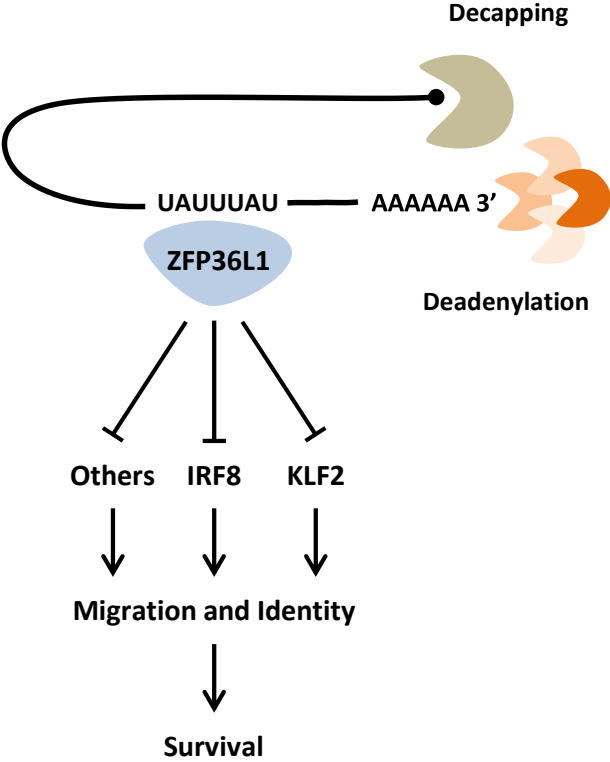 Decapping
UAUUUAU AAAAAA 3’
ZFP36L1
Deadenylation
Others IRF8 KLF2
Migration and Identity
Survival